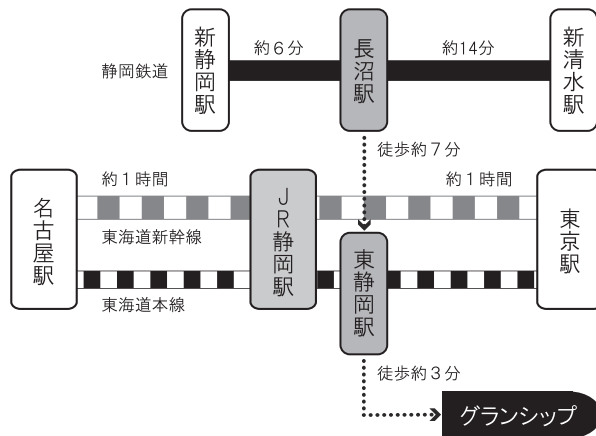 新静岡駅
約６分
長沼駅
約14分
新清水駅
静岡鉄道
徒歩約７分
名古屋駅
約１時間
JR静岡駅
約１時間
東京駅
東海道新幹線
東静岡駅
東海道本線
徒歩約３分
グランシップ